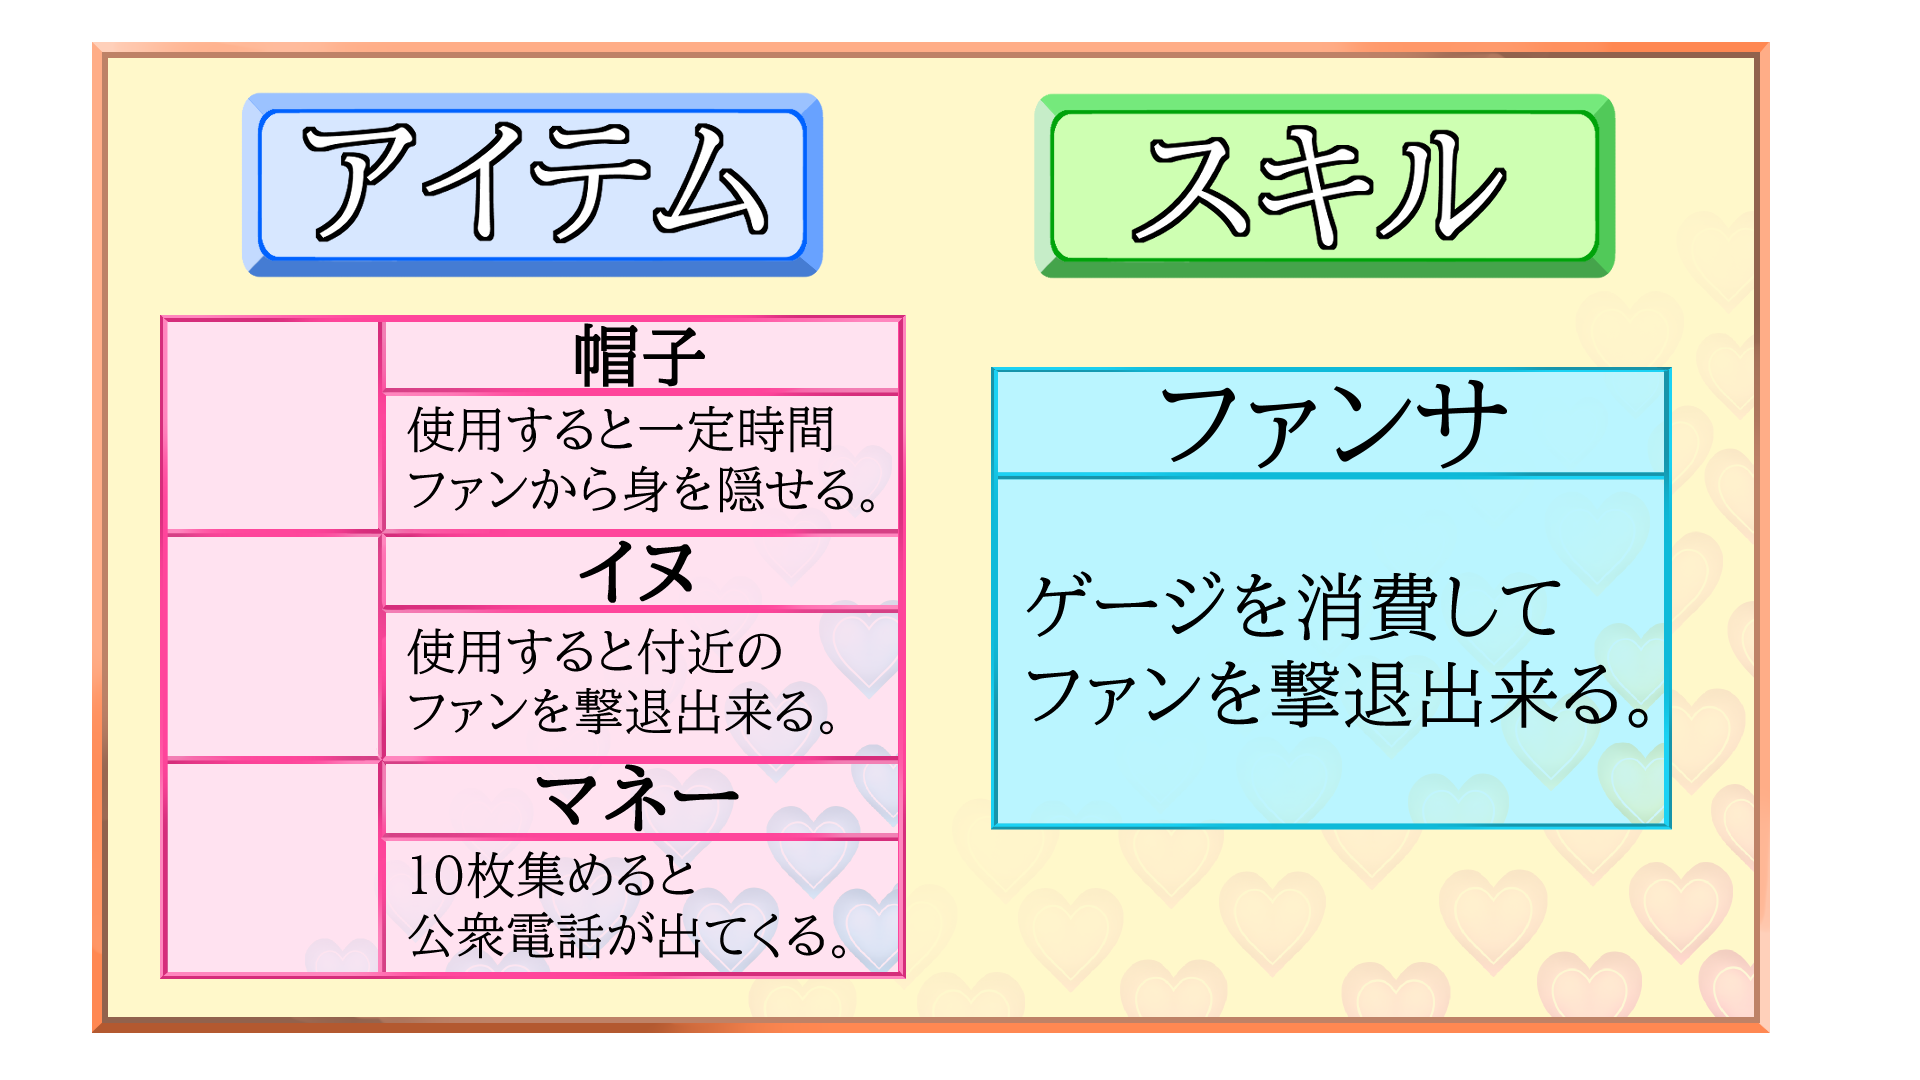 アイテム
帽子
使用すると一定時間
ファンから身を隠せる。
イヌ
使用すると付近の
ファンを撃退出来る。
マネー
10枚集めると
公衆電話が出てくる。
スキル
ファンサ
ゲージを消費して
ファンを撃退出来る。